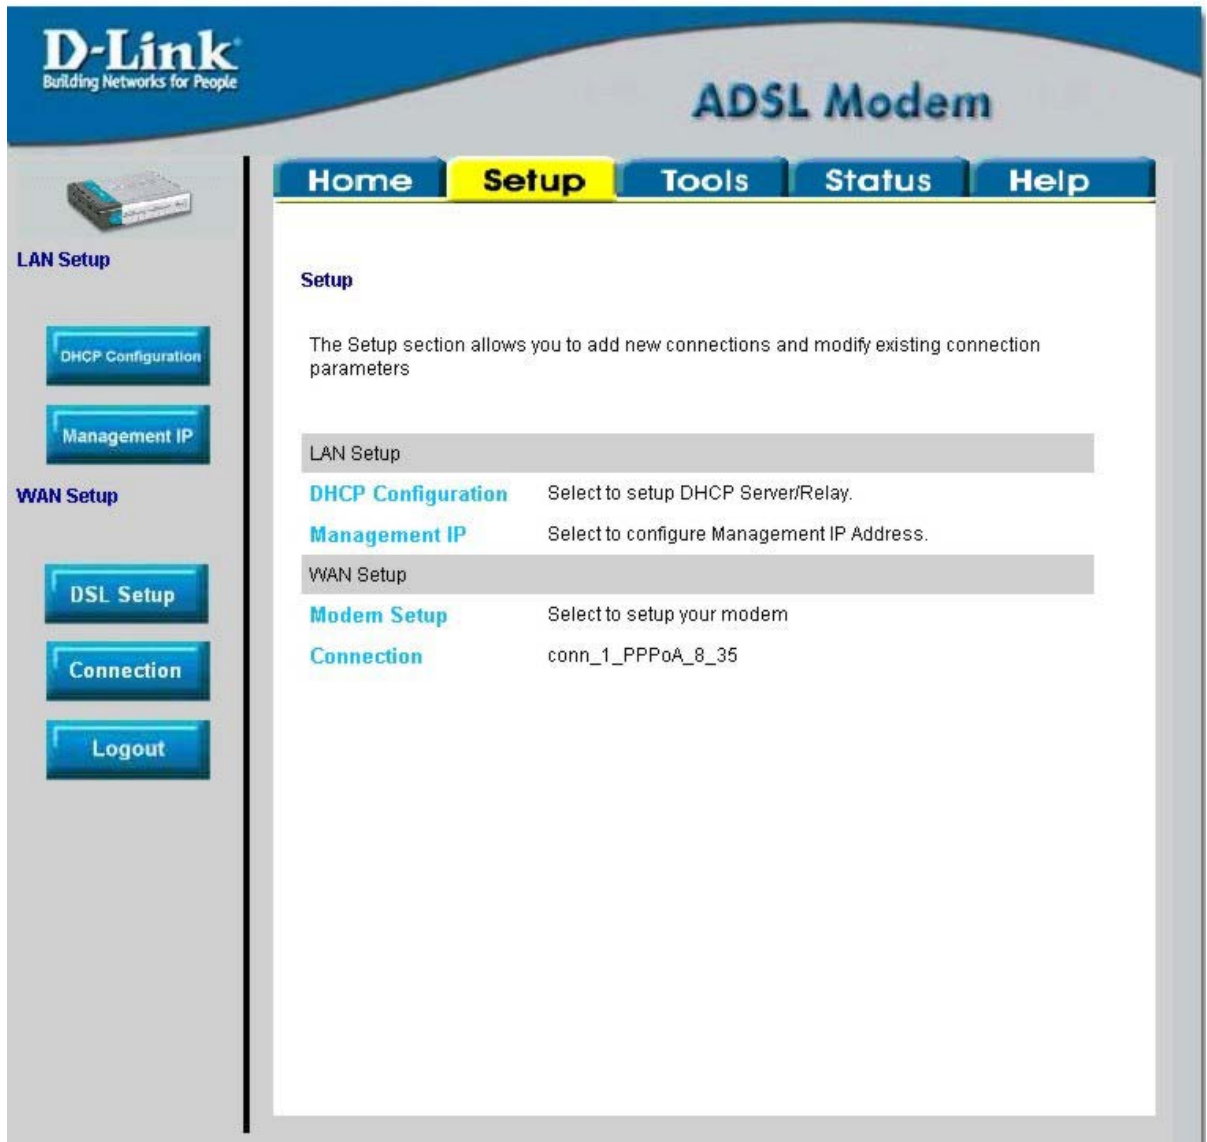 D-Link
Building Networks for People
ADSL Modem
Home
Setup
Tools
Status
Help
LAN Setup
DHCP Configuration
Management IP
WAN Setup
DSL Setup
Connection
Logout
Setup
The Setup section allows you to add new connections and modify existing connection
parameters
LAN Setup
DHCP Configuration Select to setup DHCP Server/Relay.
Management IP Select to configure Management IP Address.
WAN Setup
Modem Setup Select to setup your modem
Connection conn_1_PPPoA_8_35